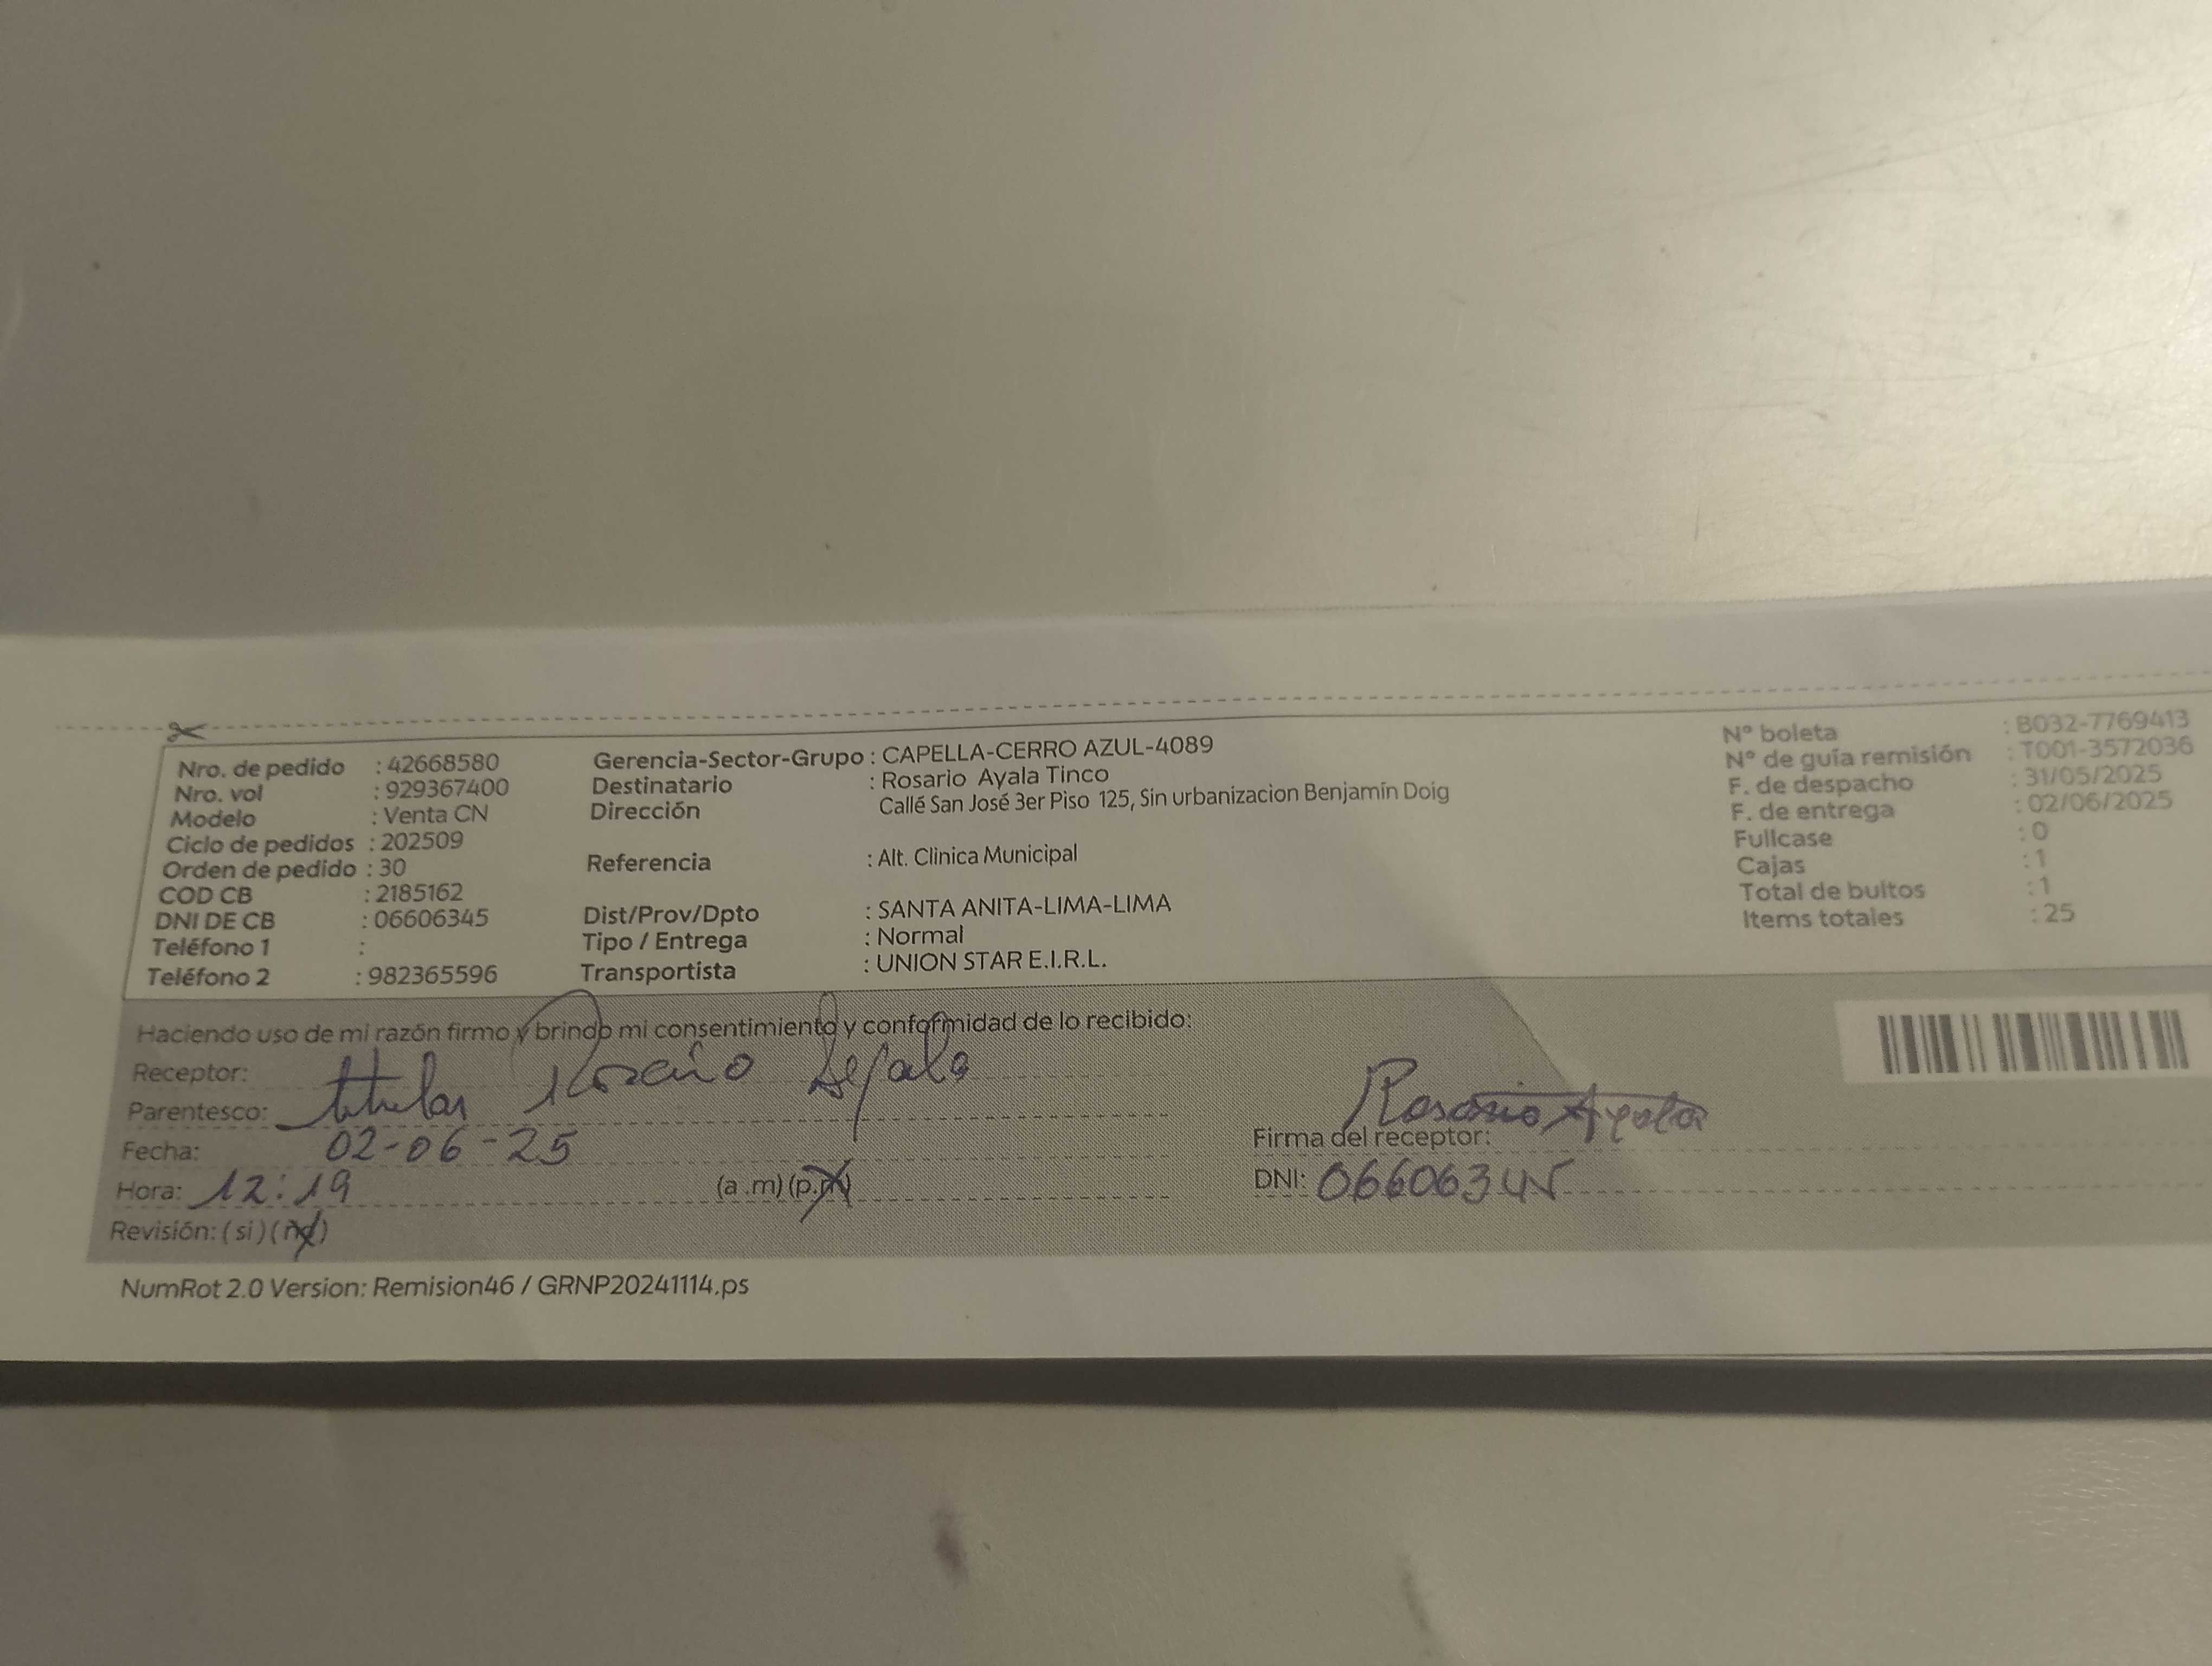 Nro. de pedido : 42668580
Nro. vol : 929367400
Modelo : Venta CN
Ciclo de pedidos : 202509
Orden de pedido : 30
COD CB : 2185162
DNI DE CB : 06606345
Teléfono 1 :
Teléfono 2 : 982365596
Gerencia-Sector-Grupo : CAPELLA-CERRO AZUL-4089
Destinatario : Rosario Ayala Tinco
Dirección Callé San José 3er Piso 125, Sin urbanizacion Benjamín Doig
Referencia : Alt. Clinica Municipal
Dist/Prov/Dpto : SANTA ANITA-LIMA-LIMA
Tipo / Entrega : Normal
Transportista : UNION STAR E.I.R.L.
N° boleta : B032-7769413
N° de guía remisión : T001-3572036
F. de despacho : 31/05/2025
F. de entrega : 02/06/2025
Fullcase : 0
Cajas : 1
Total de bultos : 1
Items totales : 25
Haciendo uso de mi razón firmo y brindo mi consentimiento y conformidad de lo recibido:
Receptor: Rosario Ayala
Parentesco: titular
Fecha: 02-06-25
Hora: 12:19 (a.m) (p.m)
Revisión: (si) (no)
Rosario Ayala
Firma del receptor:
DNI: 06606345
NumRot 2.0 Version: Remision46 / GRNP20241114.ps